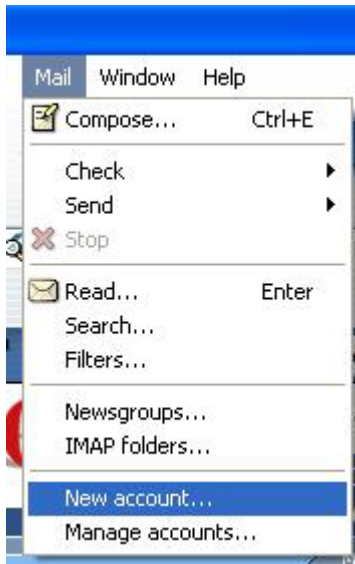 Mail Window Help
Compose... Ctrl+E
Check
Send
Stop
Read... Enter
Search...
Filters...
Newsgroups...
IMAP folders...
New account...
Manage accounts...